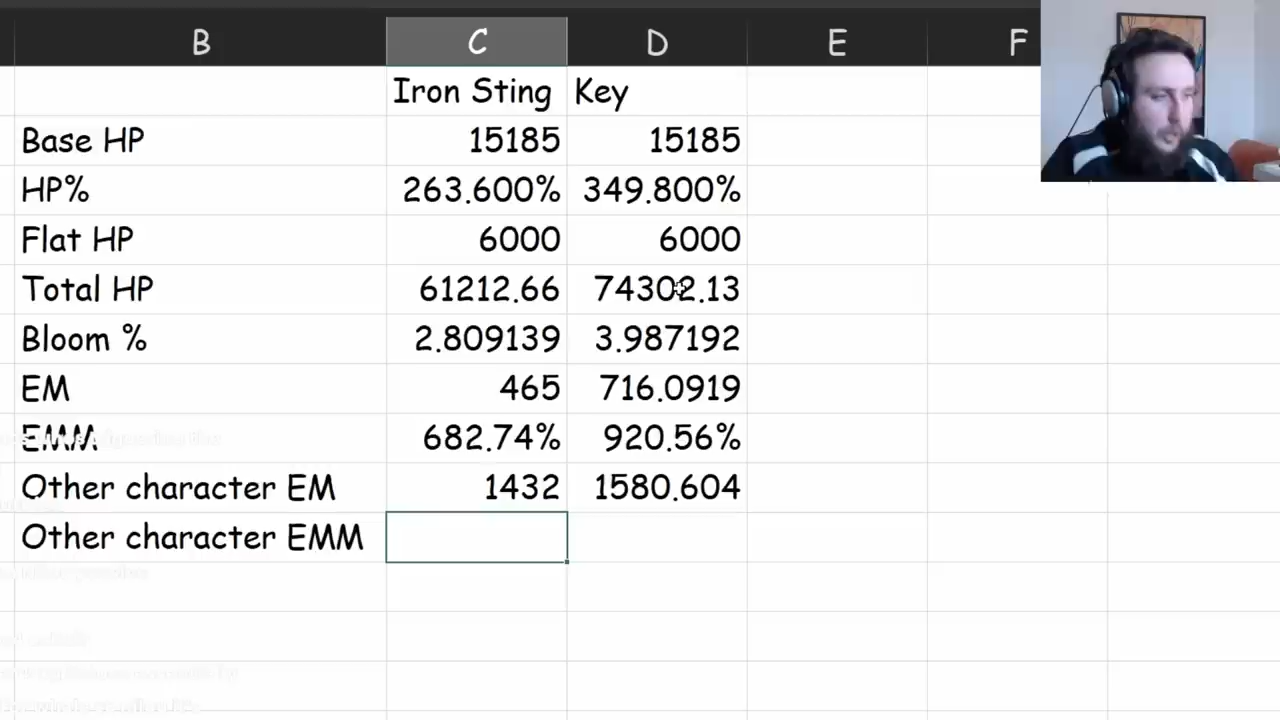 B C D E F
Iron Sting Key
Base HP 15185 15185
HP% 263.600% 349.800%
Flat HP 6000 6000
Total HP 61212.66 74302.13
Bloom % 2.809139 3.987192
EM 465 716.0919
EMM 682.74% 920.56%
Other character EM 1432 1580.604
Other character EMM